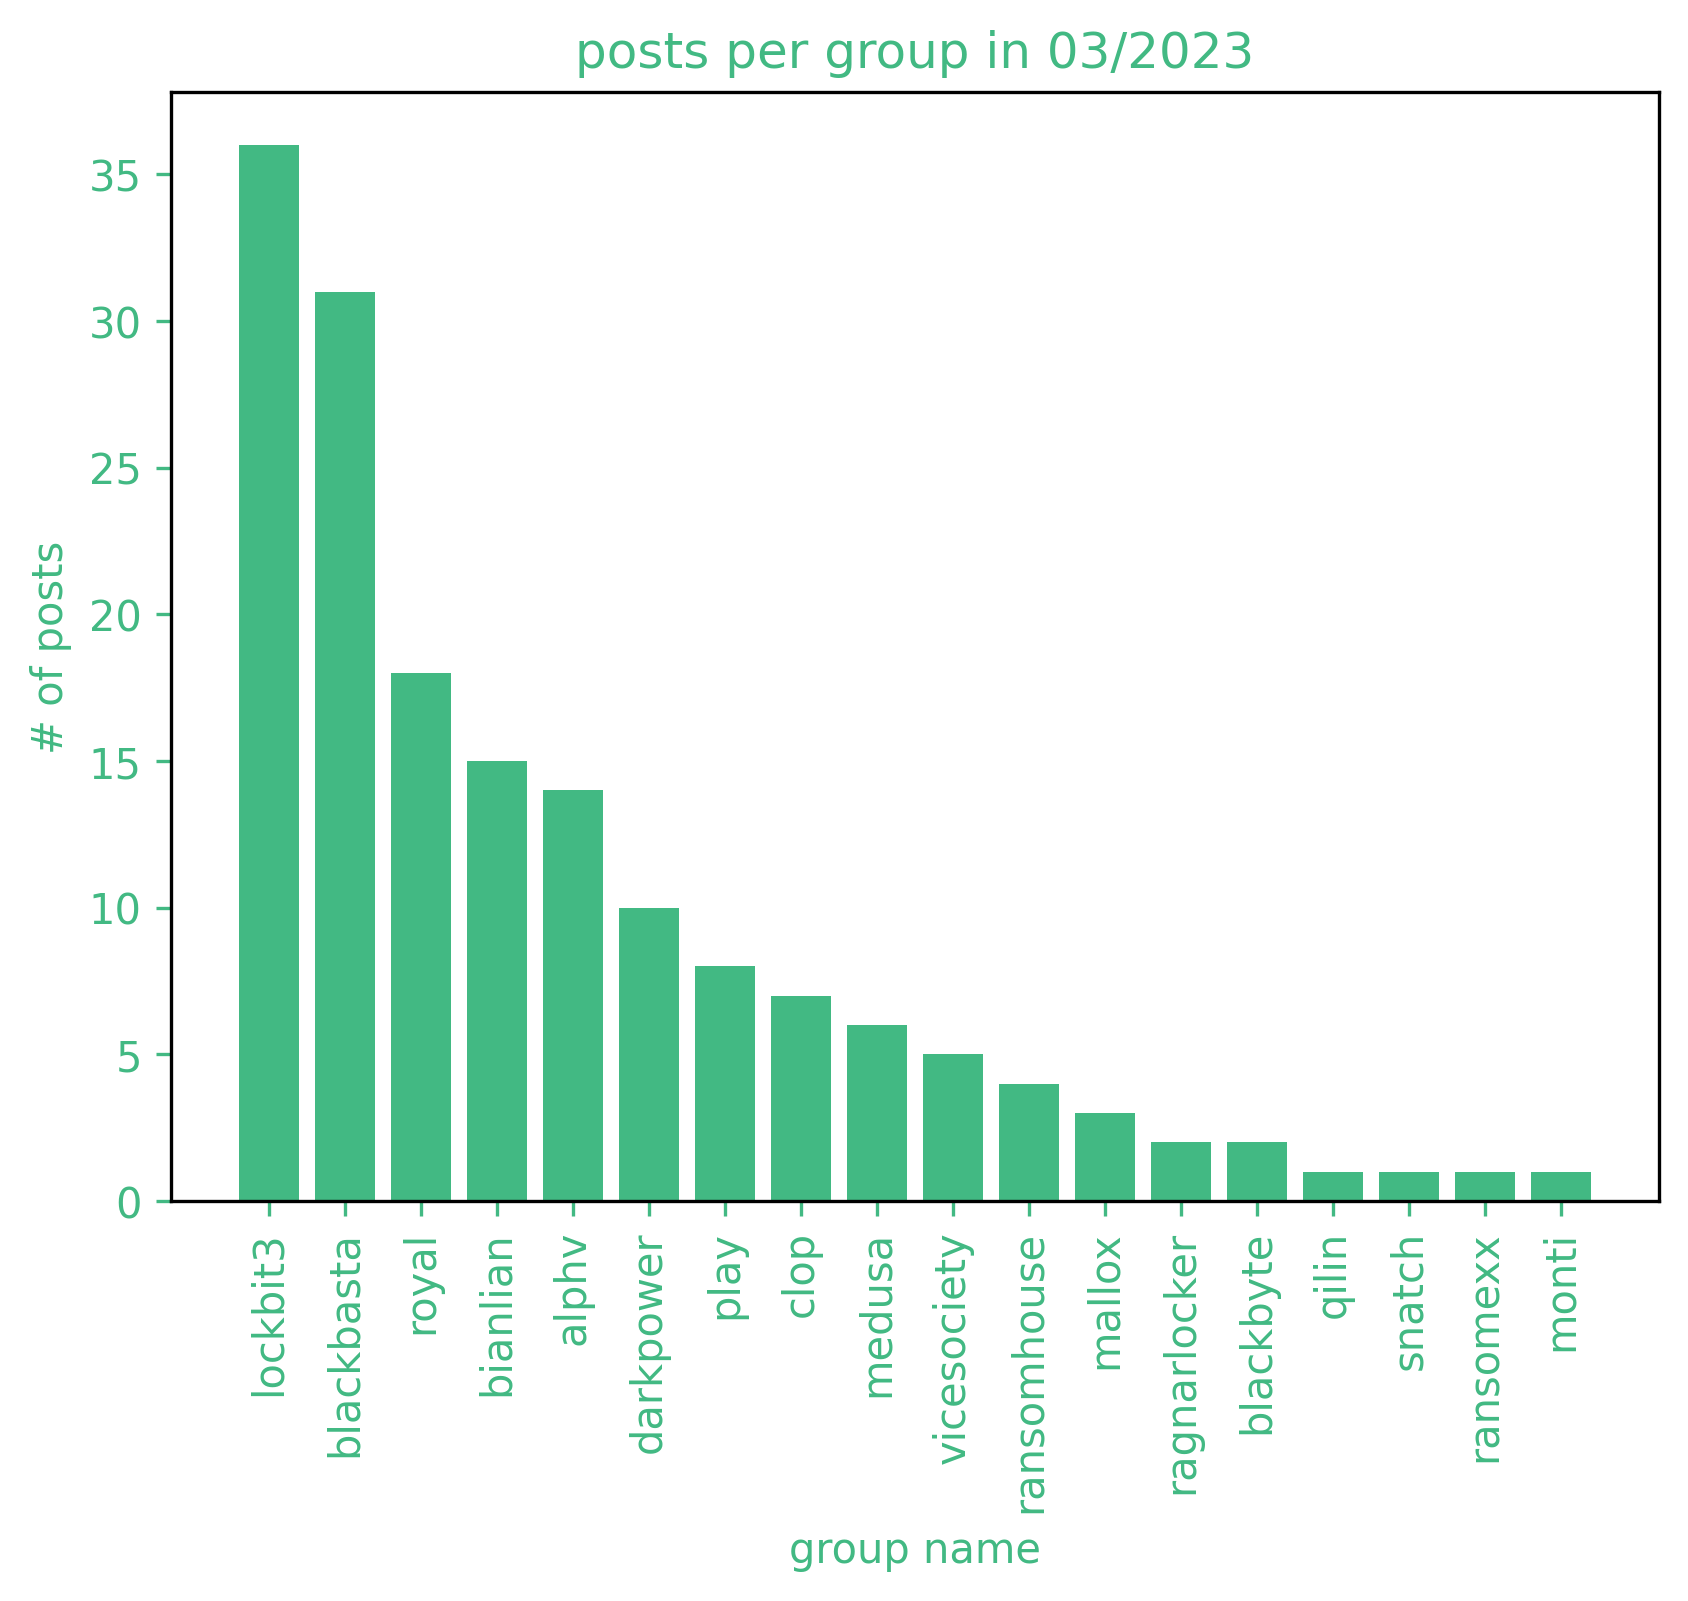 posts per group in 03/2023
# of posts
35
30
25
20
15
10
5
0
lockbit3
blackbasta
royal
bianlian
alphv
darkpower
play
clop
medusa
vicesociety
ransomhouse
mallox
ragnarlocker
blackbyte
qilin
snatch
ransomexx
monti
group name